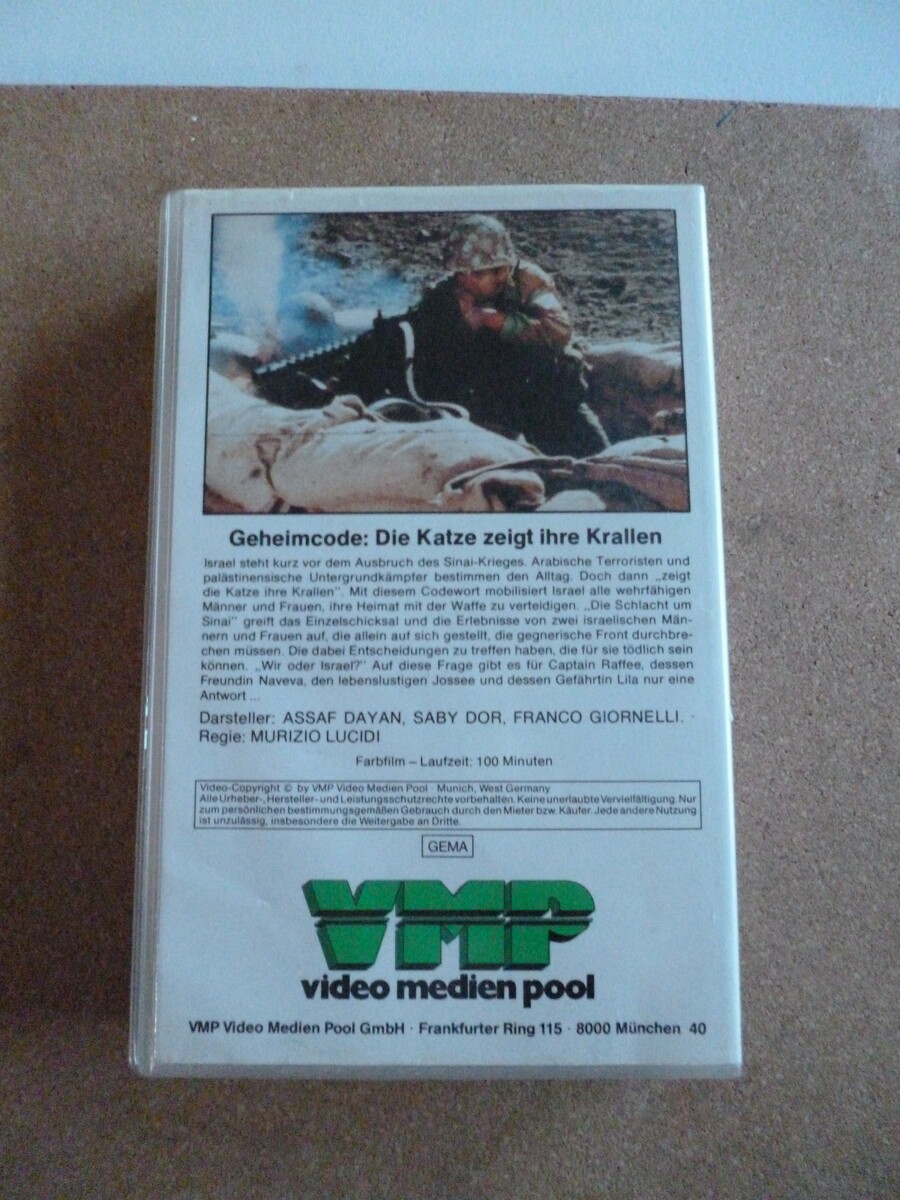 Geheimcode: Die Katze zeigt ihre Krallen
Israel steht kurz vor dem Ausbruch des Sinai-Krieges. Arabische Terroristen und
palästinensische Untergrundkämpfer bestimmen den Alltag. Doch dann „zeigt
die Katze ihre Krallen". Mit diesem Codewort mobilisiert Israel alle wehrfähigen
Männer und Frauen, ihre Heimat mit der Waffe zu verteidigen. „Die Schlacht um
Sinai" greift das Einzelschicksal und die Erlebnisse von zwei israelischen Män-
nern und Frauen auf, die allein auf sich gestellt, die gegnerische Front durchbre-
chen müssen. Die dabei Entscheidungen zu treffen haben, die für sie tödlich sein
können. „Wir oder Israel?" Auf diese Frage gibt es für Captain Raffee, dessen
Freundin Naveva, den lebenslustigen Jossee und dessen Gefährtin Lila nur eine
Antwort ...
Darsteller: ASSAF DAYAN, SABY DOR, FRANCO GIORNELLI. ·
Regie: MURIZIO LUCIDI
Farbfilm – Laufzeit: 100 Minuten
Video-Copyright © by VMP Video Medien Pool · Munich, West Germany
Alle Urheber-, Hersteller- und Leistungsschutzrechte vorbehalten. Keine unerlaubte Vervielfältigung. Nur
zum persönlichen bestimmungsgemäßen Gebrauch durch den Mieter bzw. Käufer. Jede andere Nutzung
ist unzulässig, insbesondere die Weitergabe an Dritte.
GEMA
VMP
video medien pool
VMP Video Medien Pool GmbH · Frankfurter Ring 115 · 8000 München 40